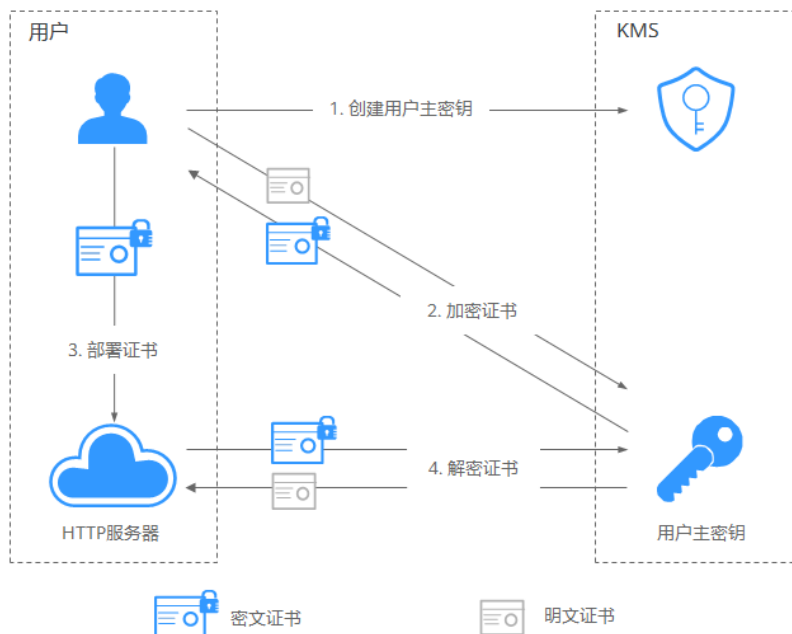 用户
KMS
1. 创建用户主密钥
2. 加密证书
3. 部署证书
4. 解密证书
HTTP服务器
用户主密钥
密文证书
明文证书